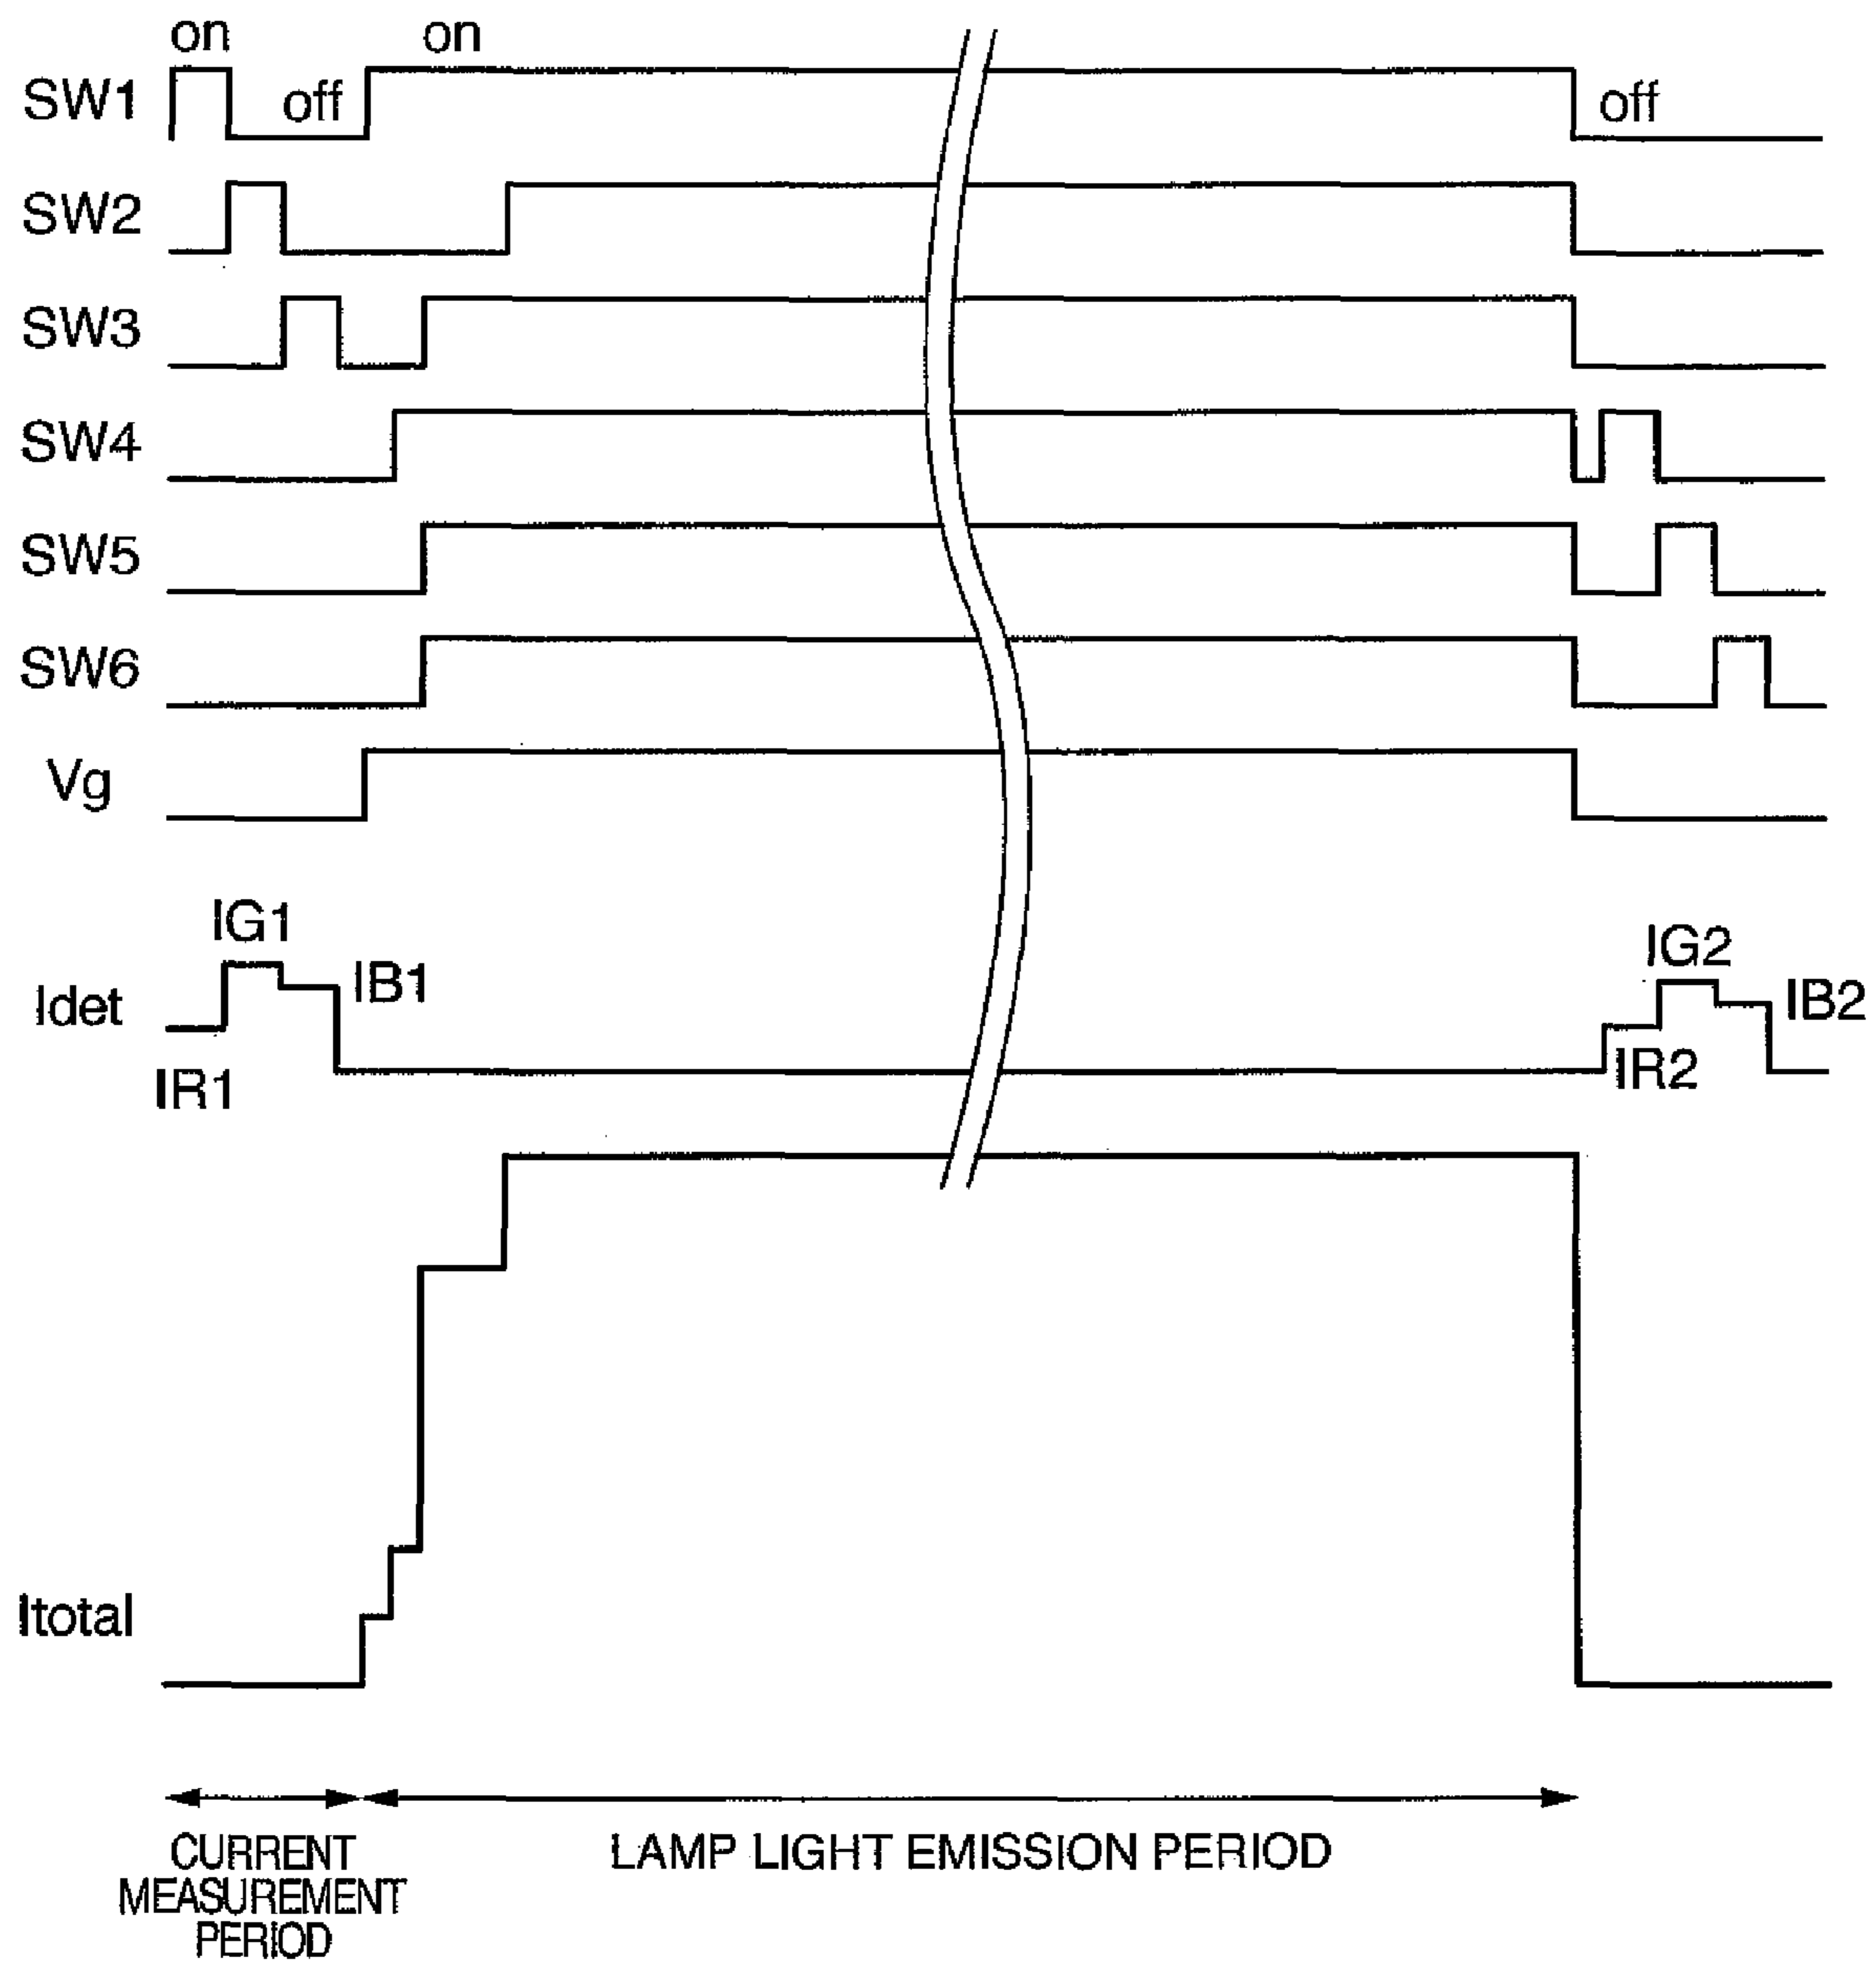 on
on
SW1
off
off
SW2
SW3
SW4
SW5
SW6
Vg
IG1
IG2
Idet
IB1
IB2
IR1
IR2
Itotal
CURRENT
MEASUREMENT
PERIOD
LAMP LIGHT EMISSION PERIOD